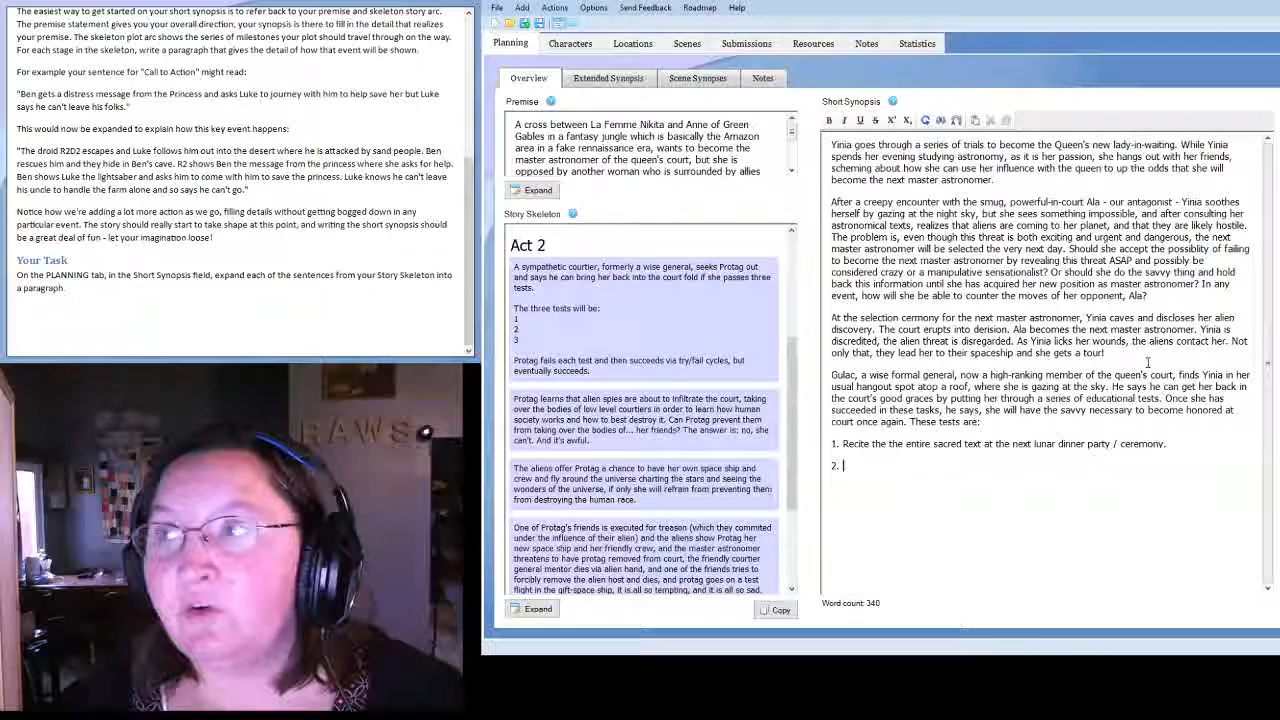 The easiest way to get started on your short synopsis is to refer back to your premise and skeleton story arc.
The premise statement gives you your overall direction, your synopsis is there to fill in the detail that realizes
your premise. The skeleton plot arc shows the series of milestones your plot should travel through on the way.
For each stage in the skeleton, write a paragraph that gives the detail of how that event will be shown.
For example your sentence for "Call to Action" might read:
"Ben gets a distress message from the Princess and asks Luke to journey with him to help save her but Luke
says he can't leave his folks."
This would now be expanded to explain how this key event happens:
"The droid R2D2 escapes and Luke follows him out into the desert where he is attacked by sand people. Ben
rescues him and they hide in Ben's cave. R2 shows Ben the message from the princess where she asks for help.
Ben shows Luke the lightsaber and asks him to come with him to save the princess. Luke knows he can't leave
his uncle to handle the farm alone and so says he can't go."
Notice how we're adding a lot more action as we go, filling details without getting bogged down in any
particular event. The story should really start to take shape at this point, and writing the short synopsis should
be a great deal of fun - let your imagination loose!
Your Task
On the PLANNING tab, in the Short Synopsis field, expand each of the sentences from your Story Skeleton into
a paragraph.
File Add Actions Options Send Feedback Roadmap Help
Planning Characters Locations Scenes Submissions Resources Notes Statistics
Overview Extended Synopsis Scene Synopses Notes
Premise
A cross between La Femme Nikita and Anne of Green
Gables in a fantasy jungle which is basically the Amazon
area in a fake rennaissance era, wants to become the
master astronomer of the queen's court, but she is
opposed by another woman who is surrounded by allies
Expand
Story Skeleton
Act 2
A sympathetic courtier, formerly a wise general, seeks Protag out
and says he can bring her back into the court fold if she passes three
tests.
The three tests will be:
1
2
3
Protag fails each test and then succeeds via try/fail cycles, but
eventually succeeds.
Protag learns that alien spies are about to infiltrate the court, taking
over the bodies of low level courtiers in order to learn how human
society works and how to best destroy it. Can Protag prevent them
from taking over the bodies of... her friends? The answer is: no, she
can't. And it's awful.
The aliens offer Protag a chance to have her own space ship and
crew and fly around the universe charting the stars and seeing the
wonders of the universe, if only she will refrain from preventing them
from destroying the human race.
One of Protag's friends is executed for treason (which they commited
under the influence of their alien) and the aliens show Protag her
new space ship and her friendly crew, and the master astronomer
threatens to have protag removed from court, the friendly courtier
general mentor dies via alien hand, and one of the friends tries to
forcibly remove the alien host and dies, and protag goes on a test
flight in the gift-space ship, it is all so tempting, and it is all so sad.
Expand
Copy
Short Synopsis
B I U S X² X₂
Yinia goes through a series of trials to become the Queen's new lady-in-waiting. While Yinia
spends her evening studying astronomy, as it is her passion, she hangs out with her friends,
scheming about how she can use her influence with the queen to up the odds that she will
become the next master astronomer.
After a creepy encounter with the smug, powerful-in-court Ala - our antagonist - Yinia soothes
herself by gazing at the night sky, but she sees something impossible, and after consulting her
astronomical texts, realizes that aliens are coming to her planet, and that they are likely hostile.
The problem is, even though this threat is both exciting and urgent and dangerous, the next
master astronomer will be selected the very next day. Should she accept the possiblity of failing
to become the next master astronomer by revealing this threat ASAP and possibly be
considered crazy or a manipulative sensationalist? Or should she do the savvy thing and hold
back this information until she has acquired her new position as master astronomer? In any
event, how will she be able to counter the moves of her opponent, Ala?
At the selection cermony for the next master astronomer, Yinia caves and discloses her alien
discovery. The court erupts into derision. Ala becomes the next master astronomer. Yinia is
discredited, the alien threat is disregarded. As Yinia licks her wounds, the aliens contact her. Not
only that, they lead her to their spaceship and she gets a tour!
Gulac, a wise formal general, now a high-ranking member of the queen's court, finds Yinia in her
usual hangout spot atop a roof, where she is gazing at the sky. He says he can get her back in
the court's good graces by putting her through a series of educational tests. Once she has
succeeded in these tasks, he says, she will have the savvy necessary to become honored at
court once again. These tests are:
1. Recite the the entire sacred text at the next lunar dinner party / ceremony.
2.
Word count: 340